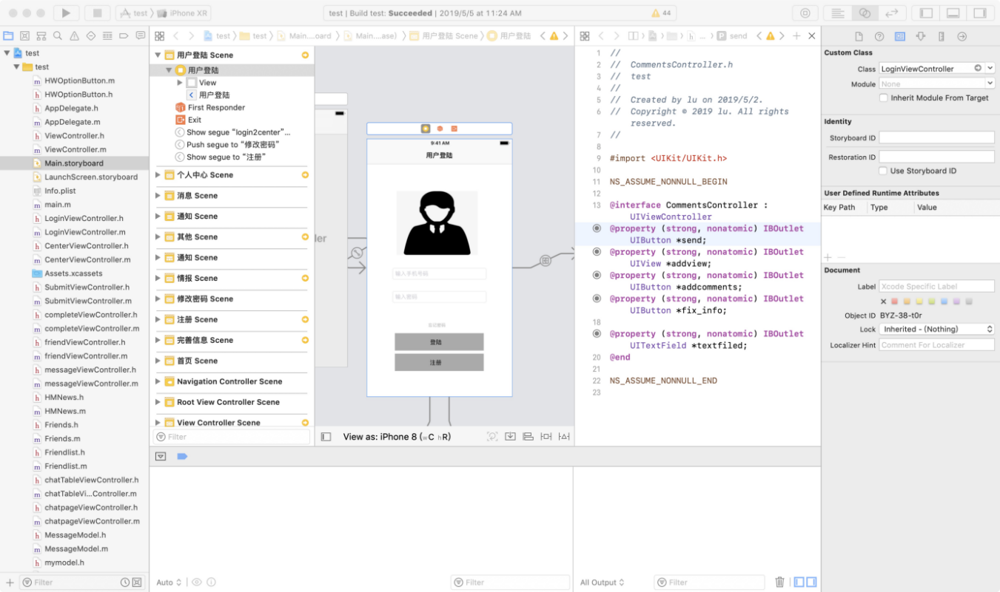 test
iPhone XR
test | Build test: Succeeded | 2019/5/5 at 11:24 AM
44
test
test
Main....oard
Main....ase)
用户登陆 Scene
用户登陆
h
...
send
test
test
HWOptionButton.m
HWOptionButton.h
AppDelegate.h
AppDelegate.m
ViewController.h
ViewController.m
Main.storyboard
LaunchScreen.storyboard
Info.plist
main.m
LoginViewController.h
LoginViewController.m
CenterViewController.h
CenterViewController.m
Assets.xcassets
SubmitViewController.h
SubmitViewController.m
completeViewController.h
completeViewController.m
friendViewController.h
friendViewController.m
messageViewController.h
messageViewController.m
HMNews.h
HMNews.m
Friends.h
Friends.m
Friendlist.h
Friendlist.m
chatTableViewController.h
chatTableVi...Controller.m
chatpageViewController.h
chatpageViewController.m
MessageModel.h
MessageModel.m
mymodel.h
Filter
用户登陆 Scene
用户登陆
View
用户登陆
First Responder
Exit
Show segue “login2center”...
Push segue to “修改密码”
Show segue to “注册”
个人中心 Scene
消息 Scene
通知 Scene
其他 Scene
通知 Scene
情报 Scene
修改密码 Scene
注册 Scene
完善信息 Scene
首页 Scene
Navigation Controller Scene
Root View Controller Scene
View Controller Scene
Filter
ller
9:41 AM
用户登陆
输入手机号码
输入密码
忘记密码
登陆
注册
View as: iPhone 8 (wC hR)
1 //
2 // CommentsController.h
3 // test
4 //
5 // Created by lu on 2019/5/2.
6 // Copyright © 2019 lu. All rights
reserved.
7 //
8
9 #import <UIKit/UIKit.h>
10
11 NS_ASSUME_NONNULL_BEGIN
12
13 @interface CommentsController :
UIViewController
@property (strong, nonatomic) IBOutlet
UIButton *send;
@property (strong, nonatomic) IBOutlet
UIView *addview;
@property (strong, nonatomic) IBOutlet
UIButton *addcomments;
@property (strong, nonatomic) IBOutlet
UIButton *fix_info;
18
@property (strong, nonatomic) IBOutlet
UITextField *textfiled;
20 @end
21
22 NS_ASSUME_NONNULL_END
23
Custom Class
Class LoginViewController
Module None
Inherit Module From Target
Identity
Storyboard ID
Restoration ID
Use Storyboard ID
User Defined Runtime Attributes
Key Path Type Value
Document
Label Xcode Specific Label
Object ID BYZ-38-t0r
Lock Inherited - (Nothing)
Localizer Hint Comment For Localizer
Auto
Filter
All Output
Filter